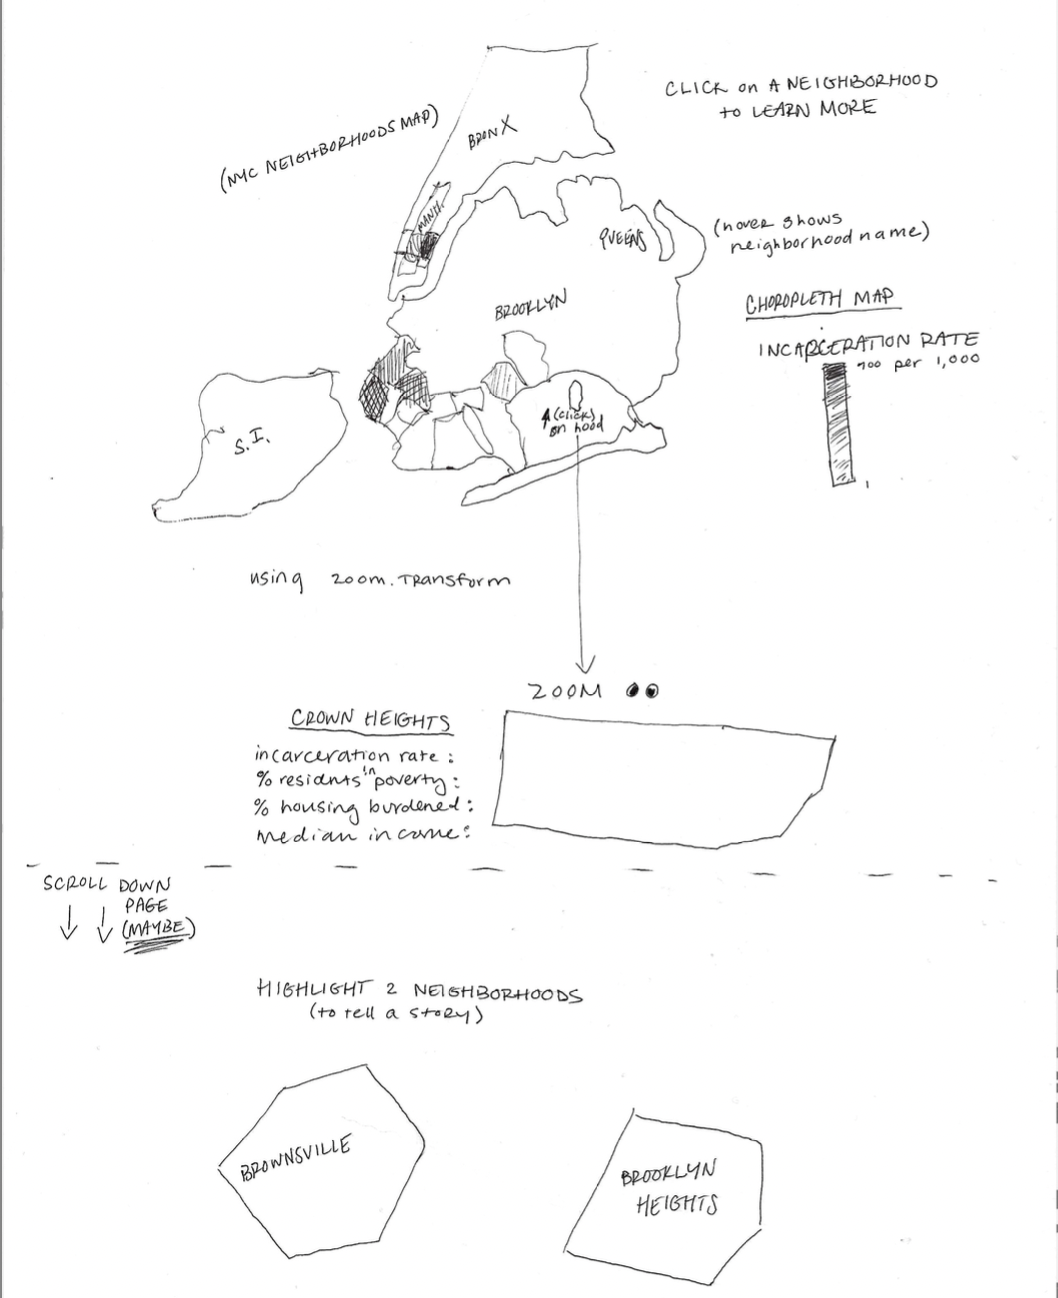 CLICK on A NEIGHBORHOOD
to LEARN MORE
(NYC NEIGHBORHOODS MAP)
BRONX
MANH.
QUEENS
(hover shows
neighborhood name)
BROOKLYN
CHOROPLETH MAP
INCARCERATION RATE
700 per 1,000
1
S.I.
(click)
on hood
using zoom.TRansform
ZOOM
CROWN HEIGHTS
incarceration rate :
% residnts in poverty :
% housing burdened :
Median income :
SCROLL DOWN
PAGE
(MAYBE)
HIGHLIGHT 2 NEIGHBORHOODS
(to tell a story)
BROWNSVILLE
BROOKLYN
HEIGHTS